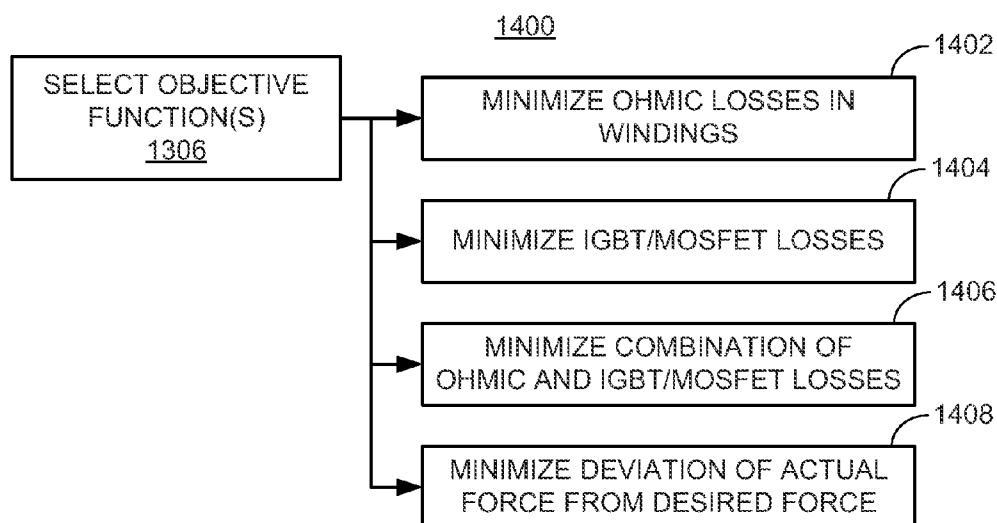 1400
SELECT OBJECTIVE
FUNCTION(S)
1306
1402
MINIMIZE OHMIC LOSSES IN
WINDINGS
1404
MINIMIZE IGBT/MOSFET LOSSES
1406
MINIMIZE COMBINATION OF
OHMIC AND IGBT/MOSFET LOSSES
1408
MINIMIZE DEVIATION OF ACTUAL
FORCE FROM DESIRED FORCE